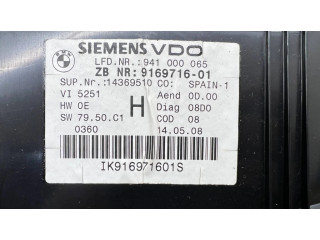 SIEMENS VDO
LFD.NR.:941 000 065
ZB NR: 9169716-01
SUP.Nr.:14369510 CO: SPAIN-1
VI 5251 Aend 0D.00
HW 0E H Diag 08D0
SW 79.50.C1 COD 08
0360 14.05.08
IK916971601S